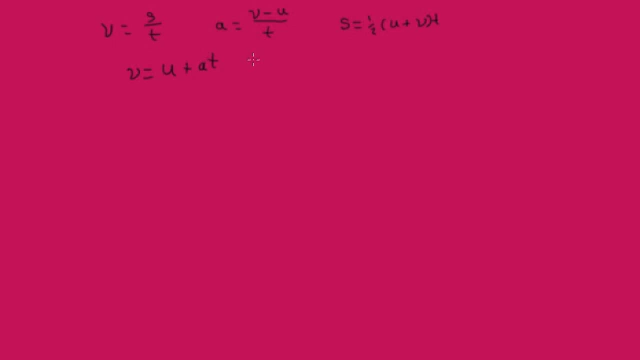 v = s/t   a = v-u/t   S = ½(u+v)t
v = u + at